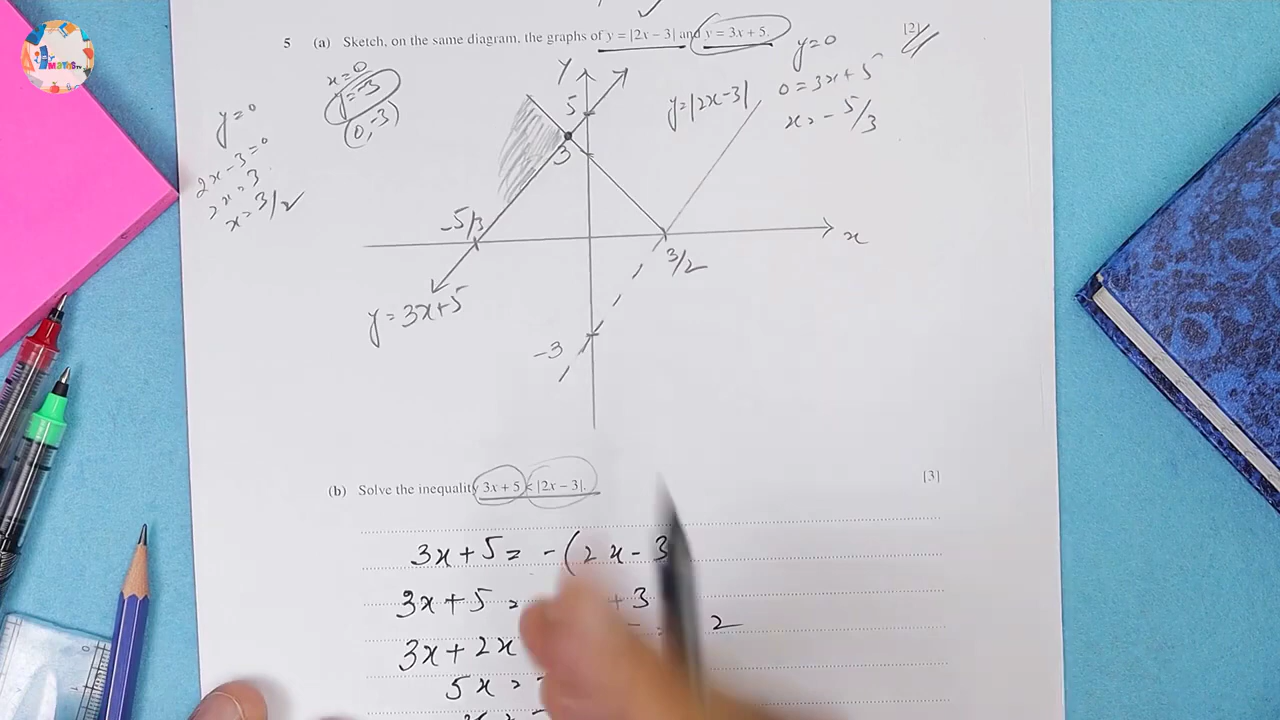 5 (a) Sketch, on the same diagram, the graphs of y = |2x − 3| and y = 3x + 5. [2]
y=0
2x-3=0
2x=3
x=3/2
x=0
y=-3
(0,-3)
y
5
y=|2x-3|
y=0
0=3x+5
x=-5/3
3
-5/3
3/2
x
y=3x+5
-3
(b) Solve the inequality 3x + 5 < |2x − 3|. [3]
3x+5= -(2x-3
3x+5= +3
2
3x+2x
5x=-
MATHS TV